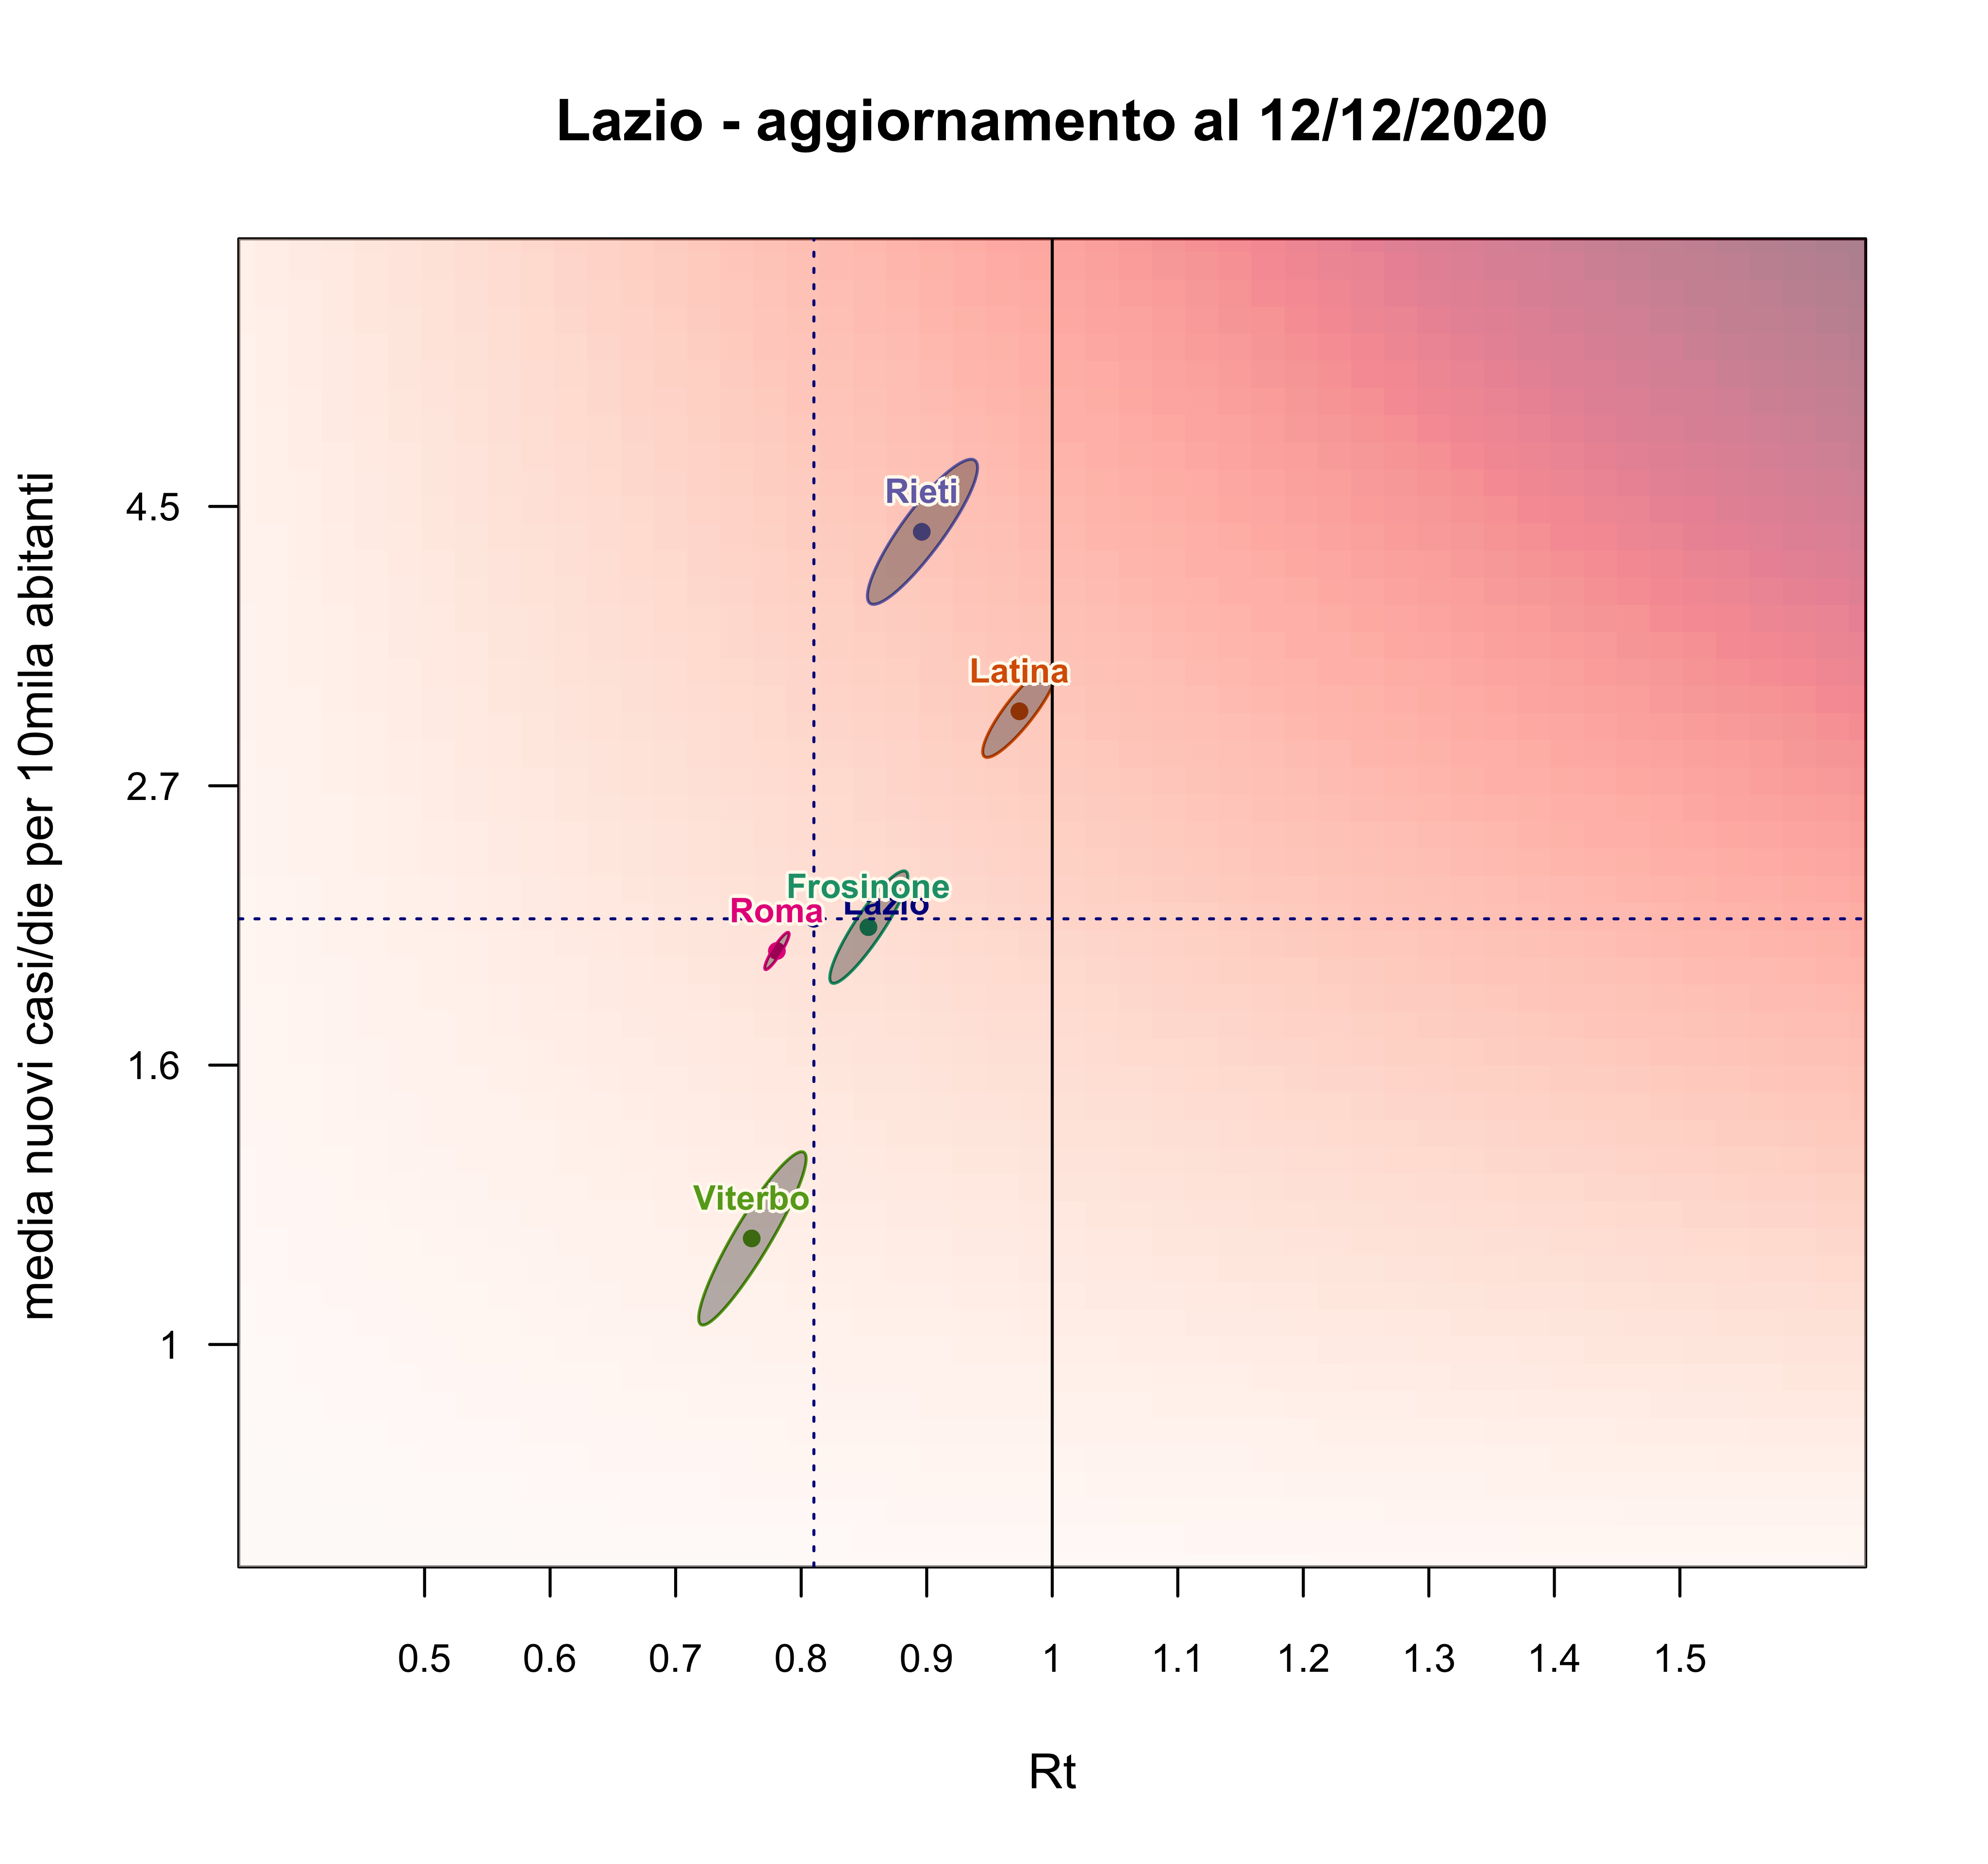 Lazio - aggiornamento al 12/12/2020
media nuovi casi/die per 10mila abitanti
4.5
2.7
1.6
1
Rieti
Latina
Frosinone
Lazio
Roma
Viterbo
0.5 0.6 0.7 0.8 0.9 1 1.1 1.2 1.3 1.4 1.5
Rt